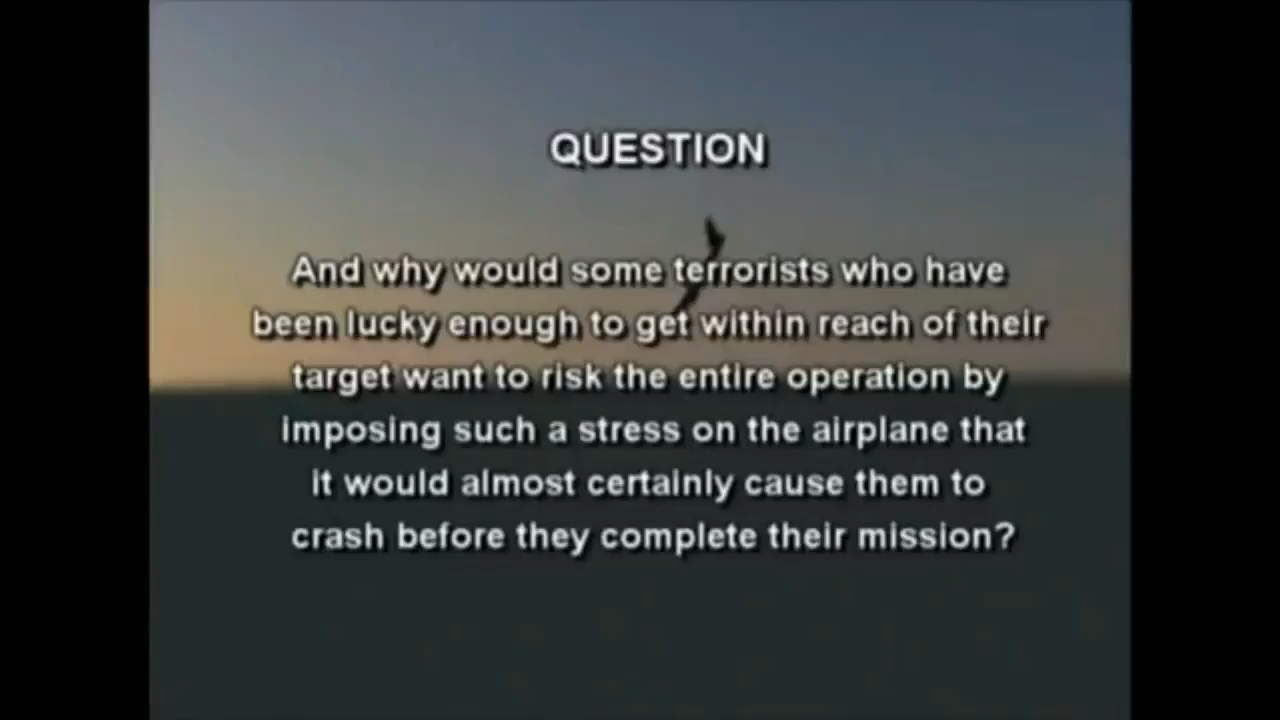 QUESTION
And why would some terrorists who have
been lucky enough to get within reach of their
target want to risk the entire operation by
imposing such a stress on the airplane that
it would almost certainly cause them to
crash before they complete their mission?